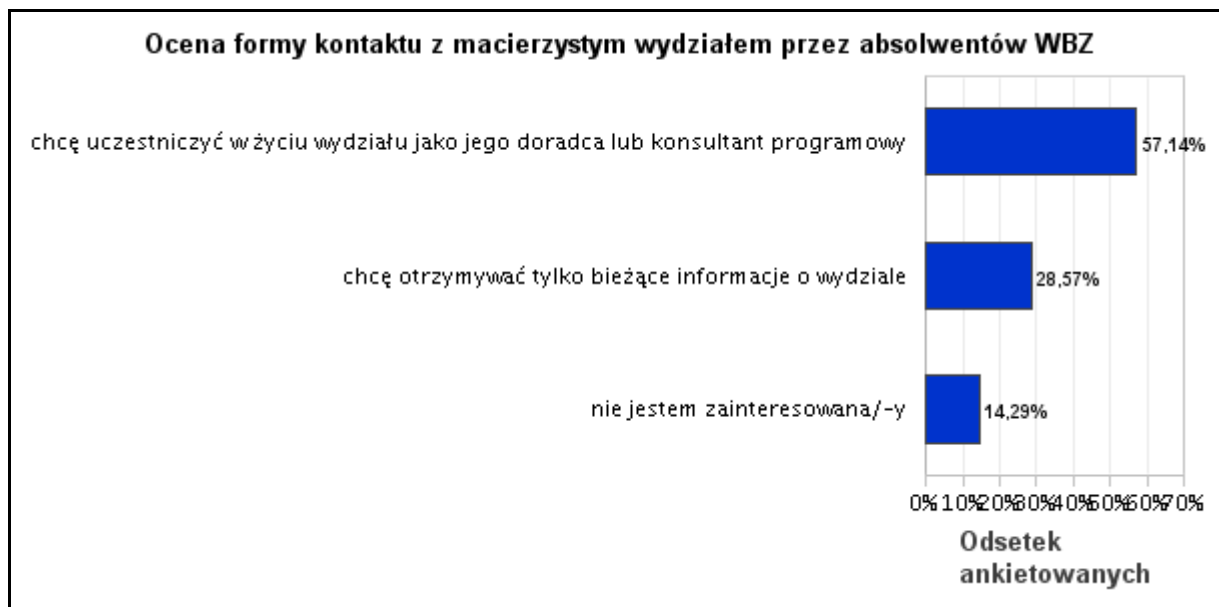 Ocena formy kontaktu z macierzystym wydziałem przez absolwentów WBZ
chcę uczestniczyć w życiu wydziału jako jego doradca lub konsultant programowy
57,14%
chcę otrzymywać tylko bieżące informacje o wydziale
28,57%
nie jestem zainteresowana/-y
14,29%
0% 10% 20% 30% 40% 50% 60% 70%
Odsetek
ankietowanych